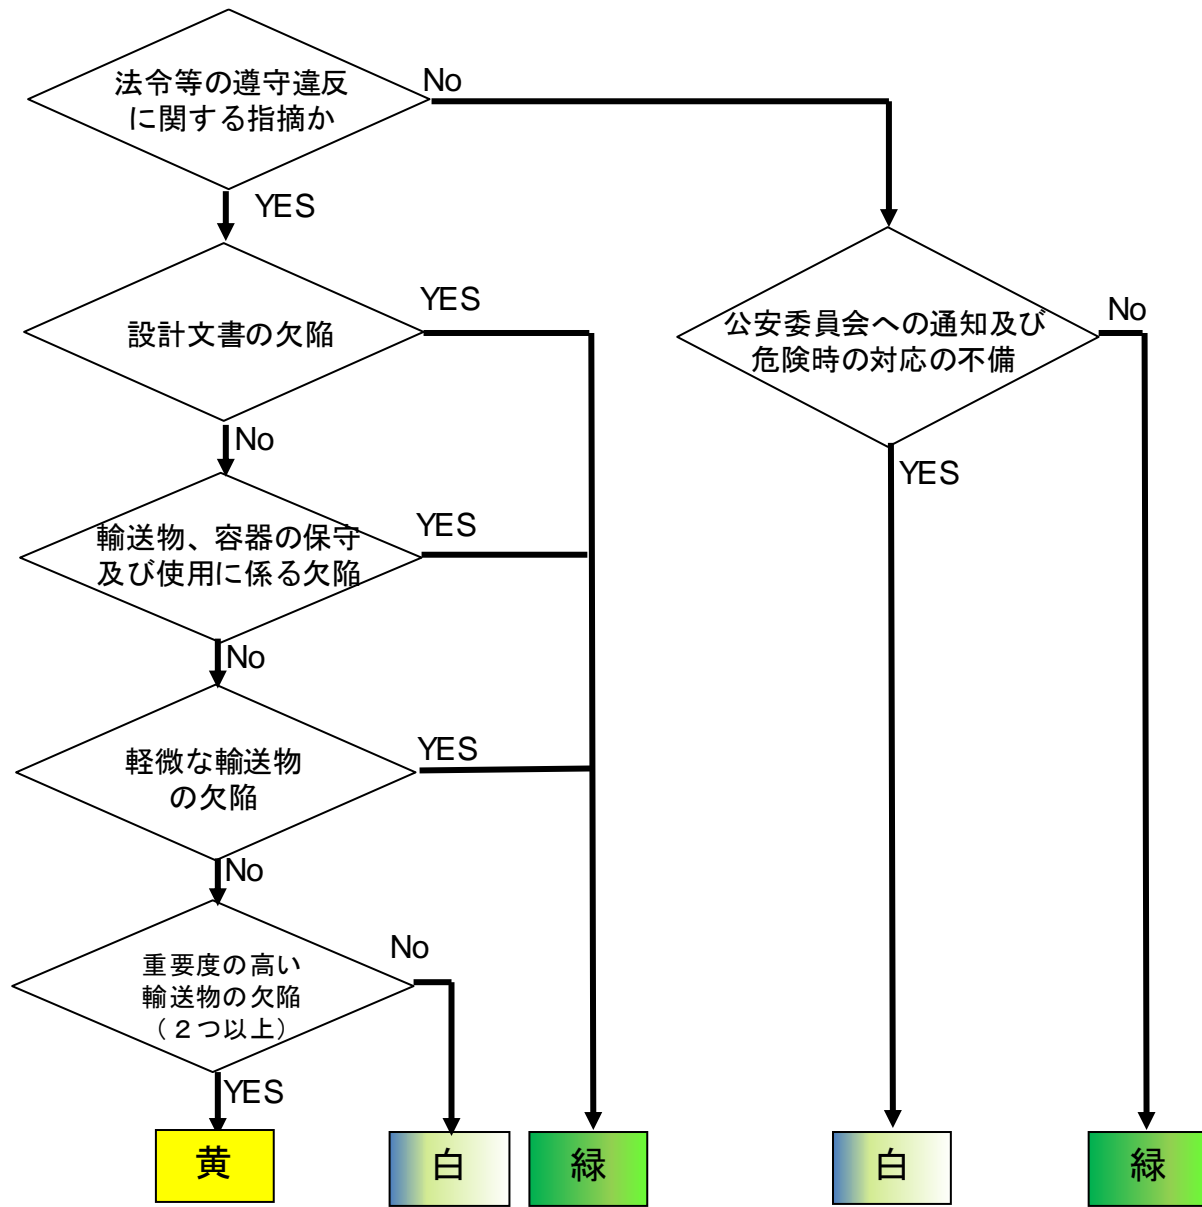 法令等の遵守違反
に関する指摘か
No
YES
設計文書の欠陥
YES
公安委員会への通知及び
危険時の対応の不備
No
No
YES
輸送物、容器の保守
及び使用に係る欠陥
YES
No
軽微な輸送物
の欠陥
YES
No
重要度の高い
輸送物の欠陥
（２つ以上）
No
YES
黄
白
緑
白
緑